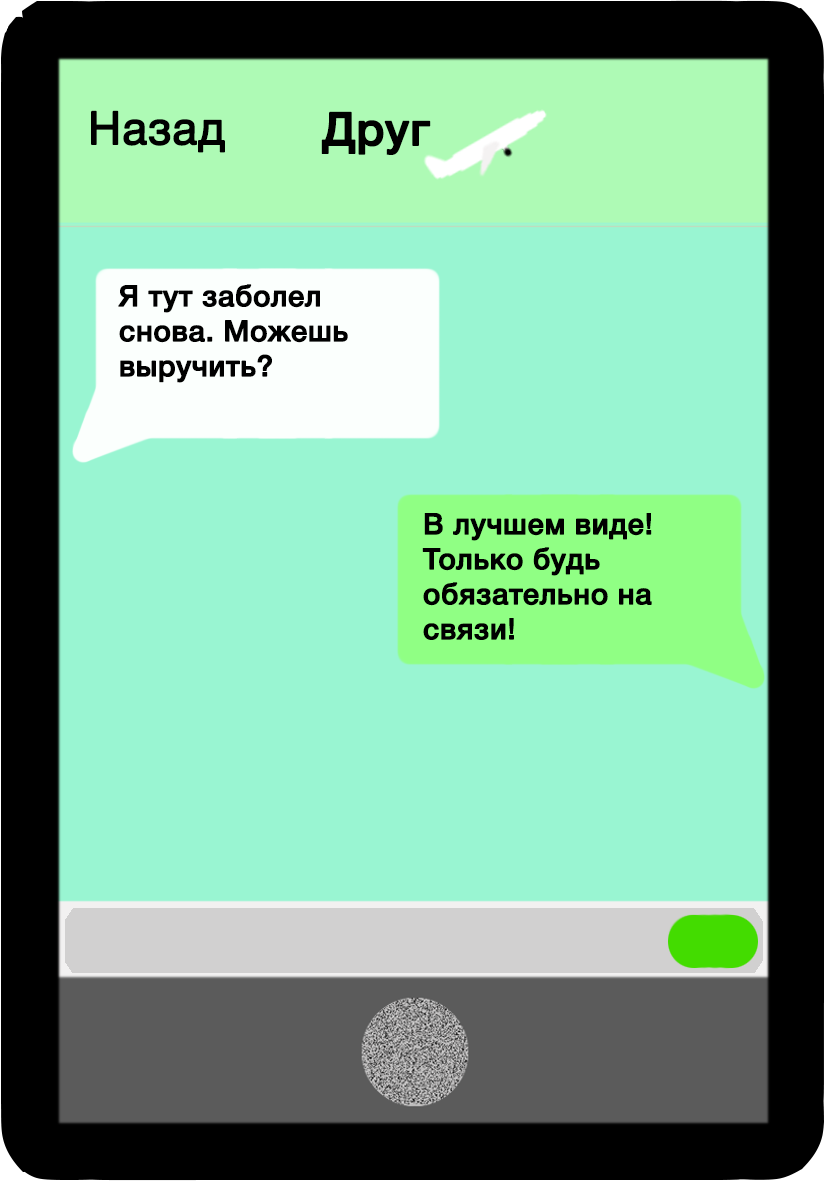 Назад Друг
Я тут заболел
снова. Можешь
выручить?
В лучшем виде!
Только будь
обязательно на
связи!